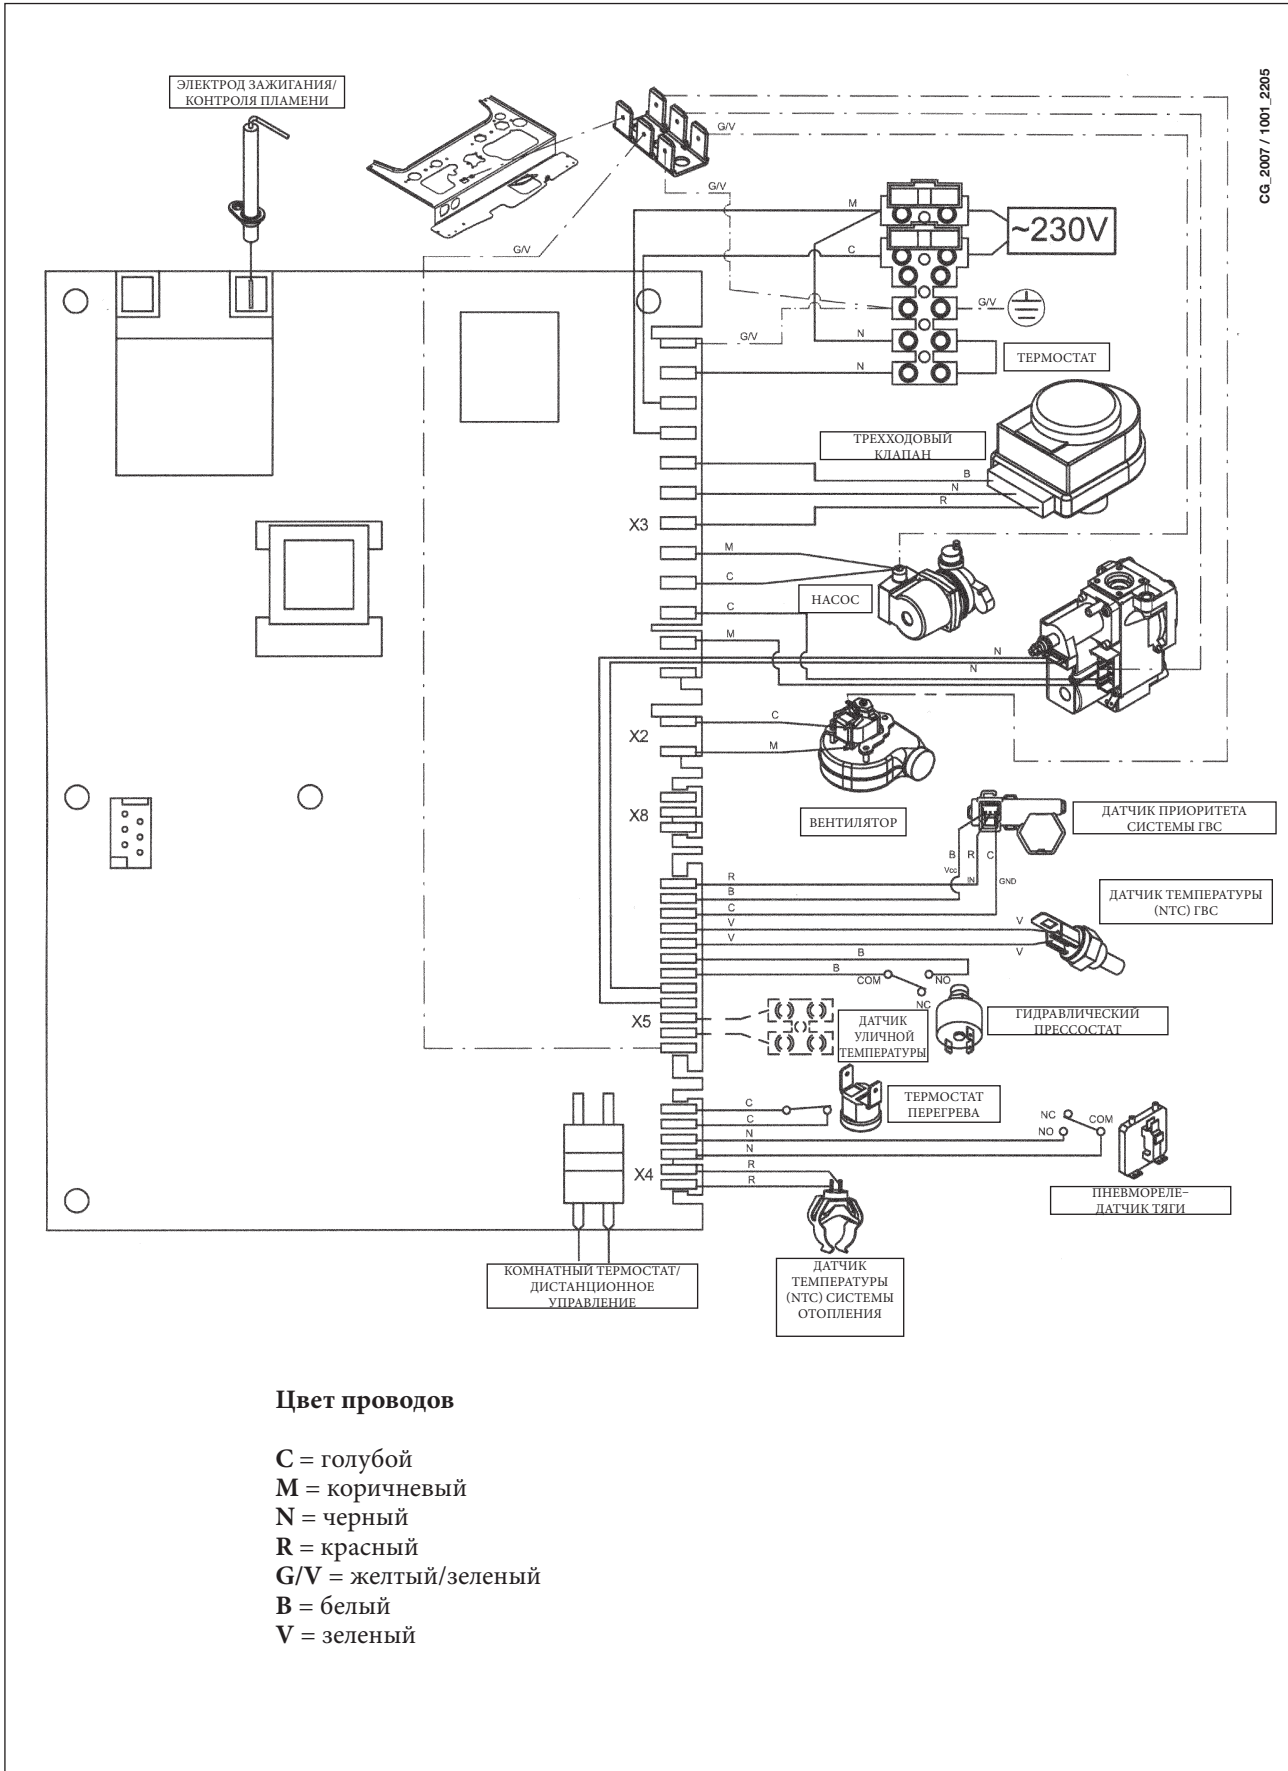 CG_2007 / 1001_2205
ЭЛЕКТРОД ЗАЖИГАНИЯ/
КОНТРОЛЯ ПЛАМЕНИ
G/V
G/V
G/V
M
~230V
C
G/V
G/V
N
ТЕРМОСТАТ
N
ТРЕХХОДОВЫЙ
КЛАПАН
B
N
R
X3
M
C
НАСОС
C
M
N
N
C
X2
M
X8
ВЕНТИЛЯТОР
ДАТЧИК ПРИОРИТЕТА
СИСТЕМЫ ГВС
B R C
Vcc
IN
GND
R
B
C
V
V
V
V
ДАТЧИК ТЕМПЕРАТУРЫ
(NTC) ГВС
B
B
COM
NO
NC
X5
ДАТЧИК
УЛИЧНОЙ
ТЕМПЕРАТУРЫ
ГИДРАВЛИЧЕСКИЙ
ПРЕССОСТАТ
ТЕРМОСТАТ
ПЕРЕГРЕВА
C
C
N
N
R
R
X4
NC
NO
COM
ПНЕВМОРЕЛЕ–
ДАТЧИК ТЯГИ
КОМНАТНЫЙ ТЕРМОСТАТ/
ДИСТАНЦИОННОЕ
УПРАВЛЕНИЕ
ДАТЧИК
ТЕМПЕРАТУРЫ
(NTC) СИСТЕМЫ
ОТОПЛЕНИЯ
Цвет проводов
C = голубой
M = коричневый
N = черный
R = красный
G/V = желтый/зеленый
B = белый
V = зеленый